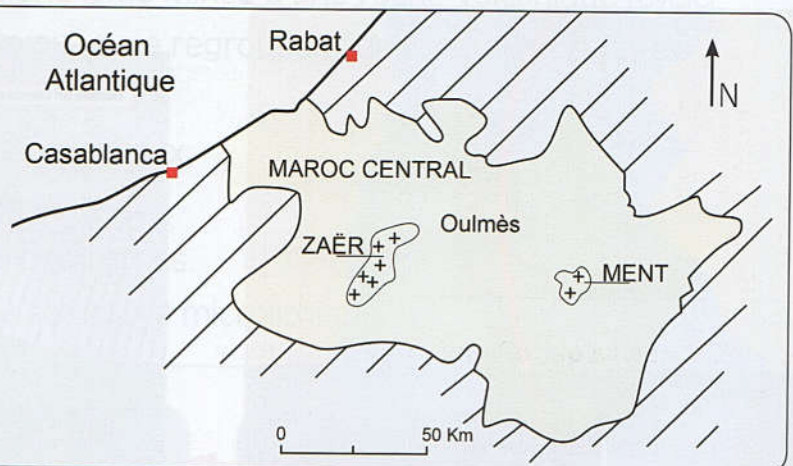 Océan
Atlantique
Rabat
N
Casablanca
MAROC CENTRAL
Oulmès
ZAËR
MENT
0 50 Km